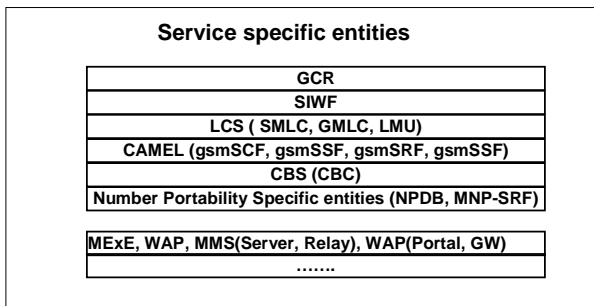 Service specific entities
GCR
SIWF
LCS ( SMLC, GMLC, LMU)
CAMEL (gsmSCF, gsmSSF, gsmSRF, gsmSSF)
CBS (CBC)
Number Portability Specific entities (NPDB, MNP-SRF)
MExE, WAP, MMS(Server, Relay), WAP(Portal, GW)
…….